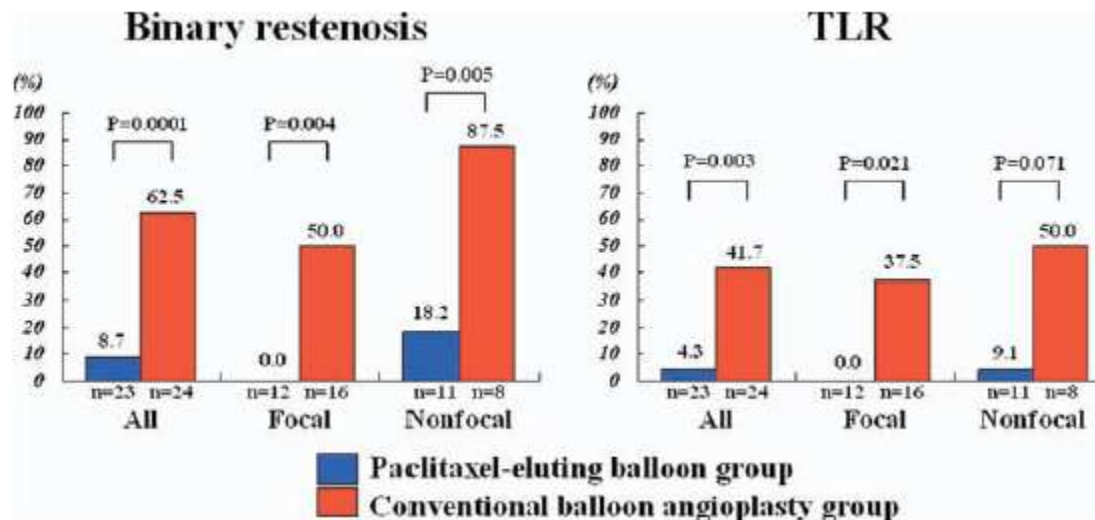 Binary restenosis
TLR
(%)
P=0.005
100
P=0.0001
P=0.004
87.5
90
80
70
62.5
60
50.0
50
40
30
18.2
20
8.7
10
0.0
0
n=23 n=24
n=12 n=16
n=11 n=8
All
Focal
Nonfocal
(%)
100
90
P=0.003
P=0.021
P=0.071
80
70
60
50.0
50
41.7
37.5
40
30
20
4.3
0.0
9.1
10
0
n=23 n=24
n=12 n=16
n=11 n=8
All
Focal
Nonfocal
Paclitaxel-eluting balloon group
Conventional balloon angioplasty group